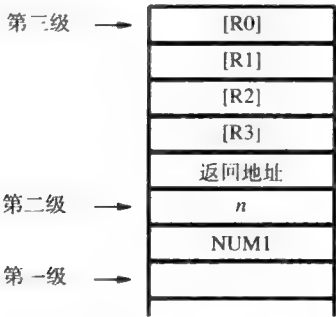 第三级 [R0]
[R1]
[R2]
[R3]
返回地址
第二级 n
NUM1
第一级